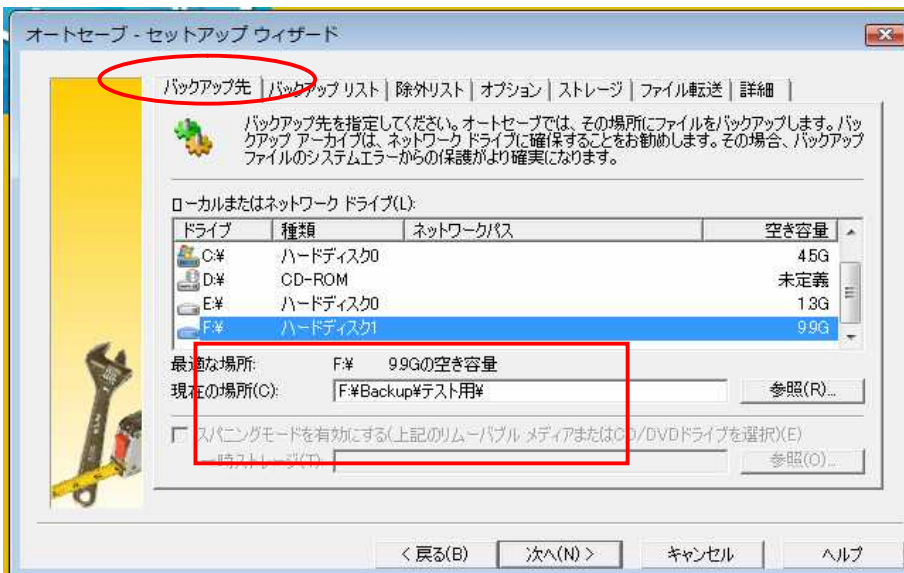 オートセーブ - セットアップ ウィザード
バックアップ先 バックアップ リスト 除外リスト オプション ストレージ ファイル転送 詳細
バックアップ先を指定してください。オートセーブでは、その場所にファイルをバックアップします。バッ
クアップ アーカイブは、ネットワーク ドライブに確保することをお勧めします。その場合、バックアップ
ファイルのシステムエラーからの保護がより確実になります。
ローカルまたはネットワーク ドライブ(L):
ドライブ 種類 ネットワークパス 空き容量
C:¥ ハードディスク0 4.5G
D:¥ CD-ROM 未定義
E:¥ ハードディスク0 1.3G
F:¥ ハードディスク1 9.9G
最適な場所: F:¥ 9.9Gの空き容量
現在の場所(C): F:¥Backup¥テスト用¥ 参照(R)...
スパニングモードを有効にする(上記のリムーバブル メディアまたはCD/DVDドライブを選択)(E)
一時ストレージ(T): 参照(O)...
< 戻る(B) 次へ(N) > キャンセル ヘルプ